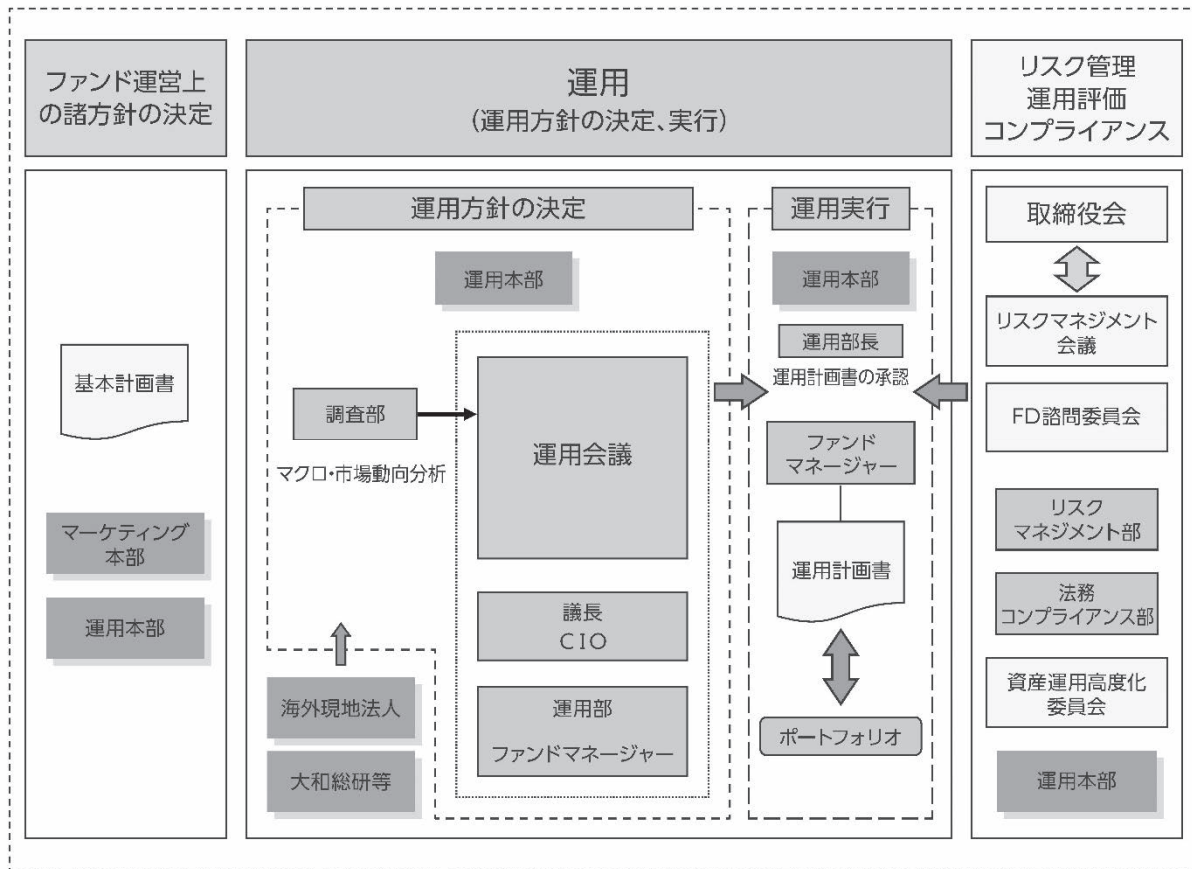 ファンド運営上
の諸方針の決定
運用
(運用方針の決定、実行)
リスク管理
運用評価
コンプライアンス
基本計画書
マーケティング
本部
運用本部
運用方針の決定
運用本部
調査部
マクロ・市場動向分析
運用会議
議長
CIO
運用部
ファンドマネージャー
海外現地法人
大和総研等
運用実行
運用本部
運用部長
運用計画書の承認
ファンド
マネージャー
運用計画書
ポートフォリオ
取締役会
リスクマネジメント
会議
FD諮問委員会
リスク
マネジメント部
法務
コンプライアンス部
資産運用高度化
委員会
運用本部